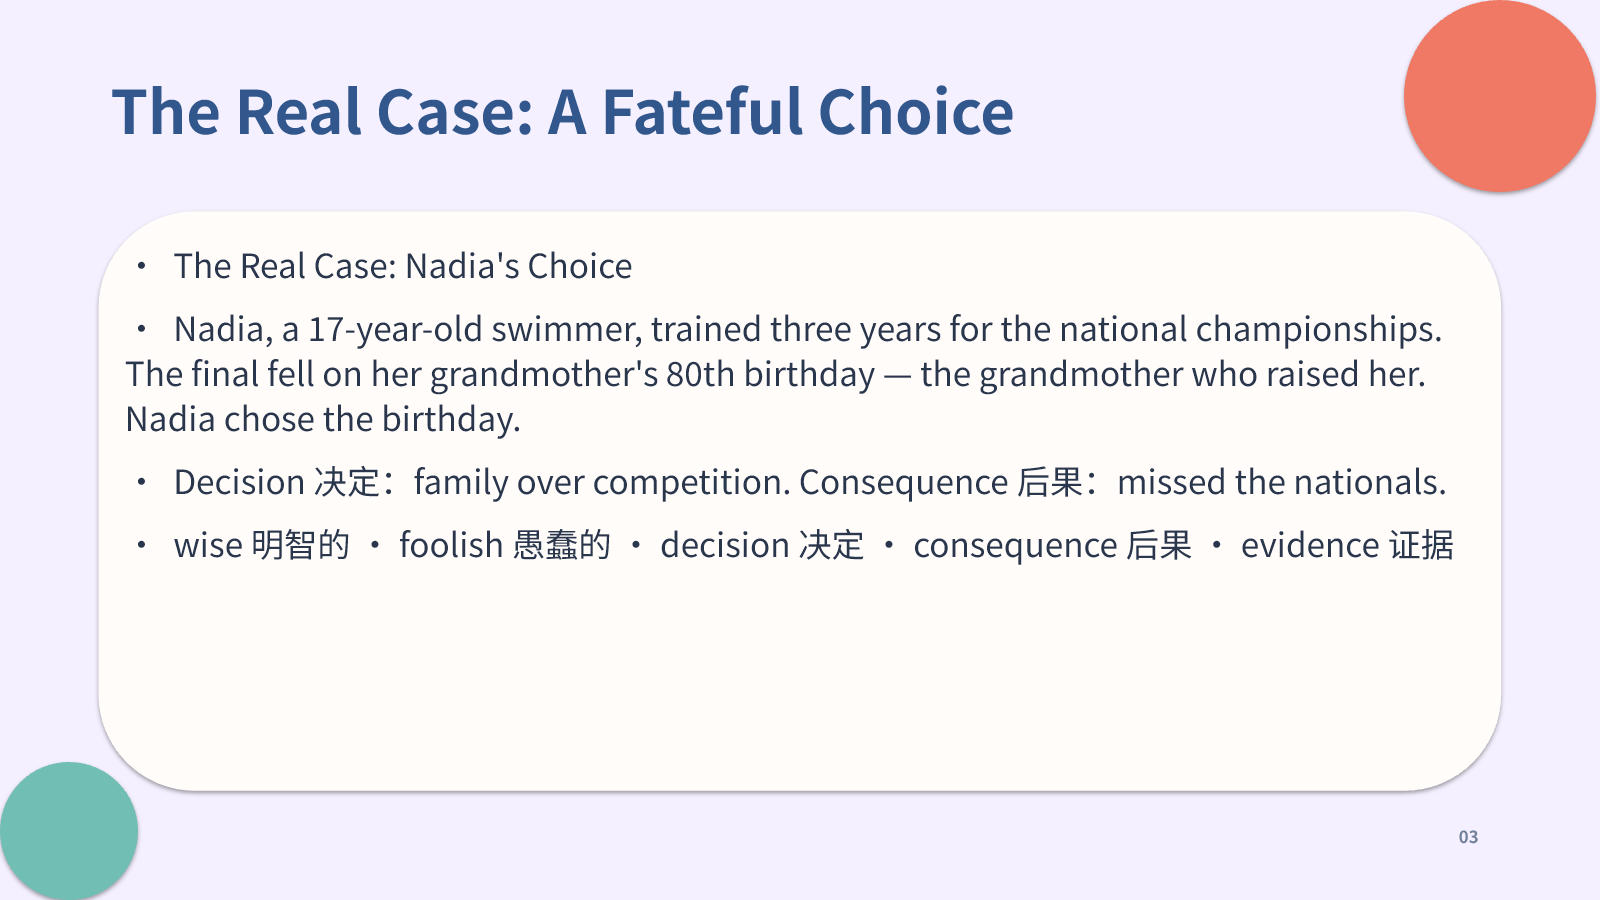 The Real Case: A Fateful Choice
• The Real Case: Nadia's Choice
• Nadia, a 17-year-old swimmer, trained three years for the national championships.
The final fell on her grandmother's 80th birthday — the grandmother who raised her.
Nadia chose the birthday.
• Decision 决定：family over competition. Consequence 后果：missed the nationals.
• wise 明智的 • foolish 愚蠢的 • decision 决定 • consequence 后果 • evidence 证据
03